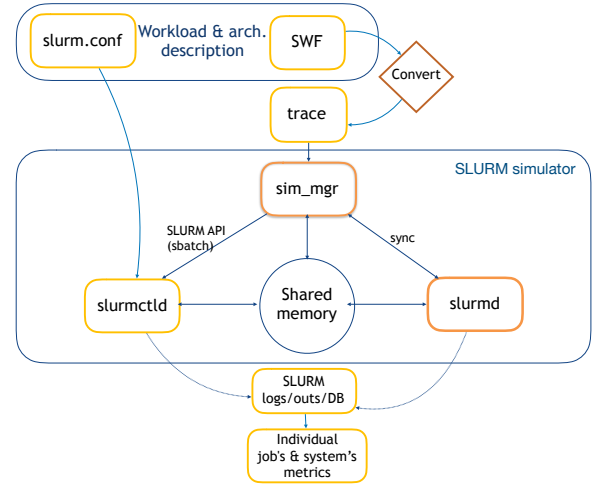 slurm.conf
Workload & arch.
description
SWF
Convert
trace
SLURM simulator
sim_mgr
SLURM API
(sbatch)
sync
slurmctld
Shared
memory
slurmd
SLURM
logs/outs/DB
Individual
job's & system’s
metrics